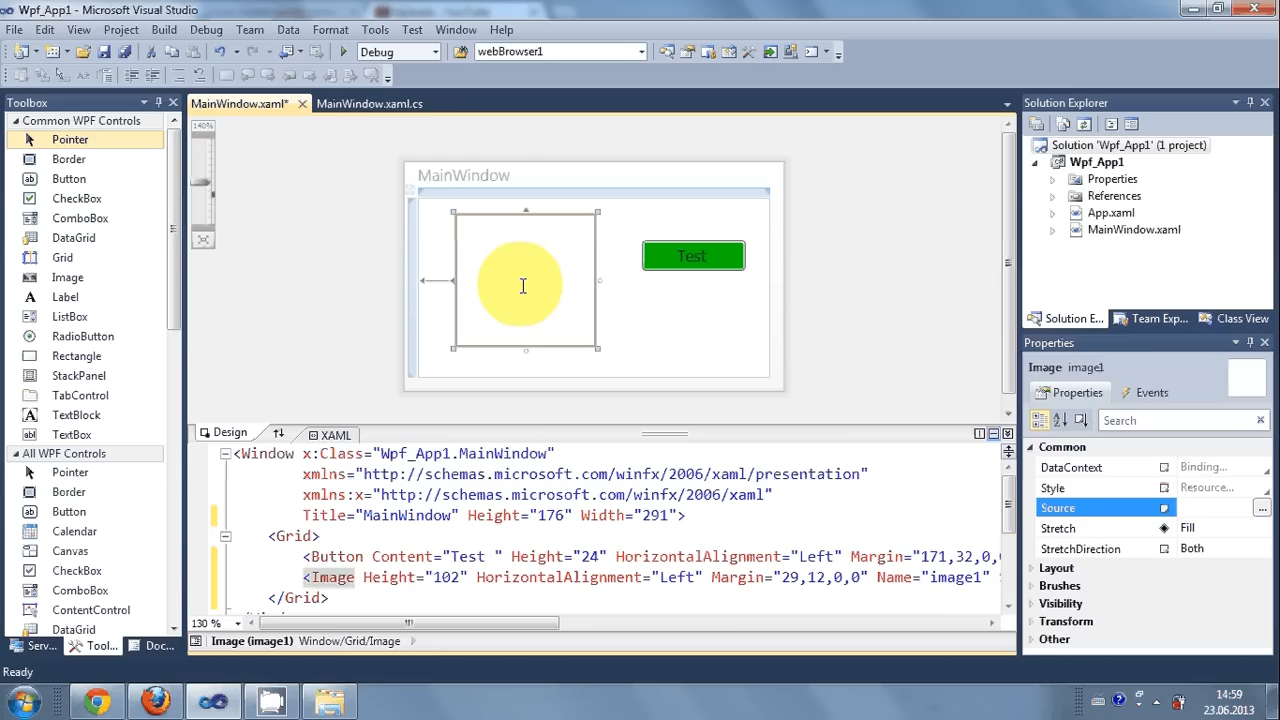 Wpf_App1 - Microsoft Visual Studio
File Edit View Project Build Debug Team Data Format Tools Test Window Help
Debug webBrowser1
Toolbox
Common WPF Controls
Pointer
Border
Button
CheckBox
ComboBox
DataGrid
Grid
Image
Label
ListBox
RadioButton
Rectangle
StackPanel
TabControl
TextBlock
TextBox
All WPF Controls
Pointer
Border
Button
Calendar
Canvas
CheckBox
ComboBox
ContentControl
DataGrid
Serv... Tool... Doc...
MainWindow.xaml* MainWindow.xaml.cs
140%
MainWindow
Test
Design XAML
<Window x:Class="Wpf_App1.MainWindow"
xmlns="http://schemas.microsoft.com/winfx/2006/xaml/presentation"
xmlns:x="http://schemas.microsoft.com/winfx/2006/xaml"
Title="MainWindow" Height="176" Width="291">
<Grid>
<Button Content="Test " Height="24" HorizontalAlignment="Left" Margin="171,32,0,0
<Image Height="102" HorizontalAlignment="Left" Margin="29,12,0,0" Name="image1"
</Grid>
130 %
Image (image1) Window/Grid/Image
Solution Explorer
Solution 'Wpf_App1' (1 project)
Wpf_App1
Properties
References
App.xaml
MainWindow.xaml
Solution E... Team Exp... Class View
Properties
Image image1
Properties Events
Search
Common
DataContext Binding...
Style Resource...
Source ...
Stretch Fill
StretchDirection Both
Layout
Brushes
Visibility
Transform
Other
Ready
14:59
23.06.2013